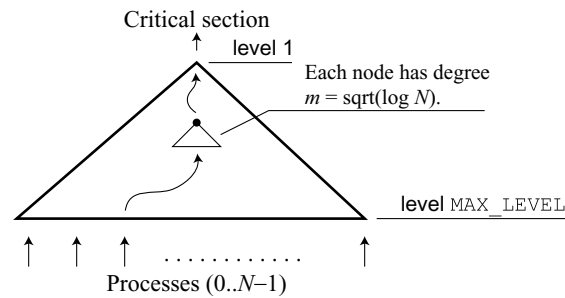 Critical section
level 1
Each node has degree
m = sqrt(log N).
level MAX_LEVEL
Processes (0..N−1)